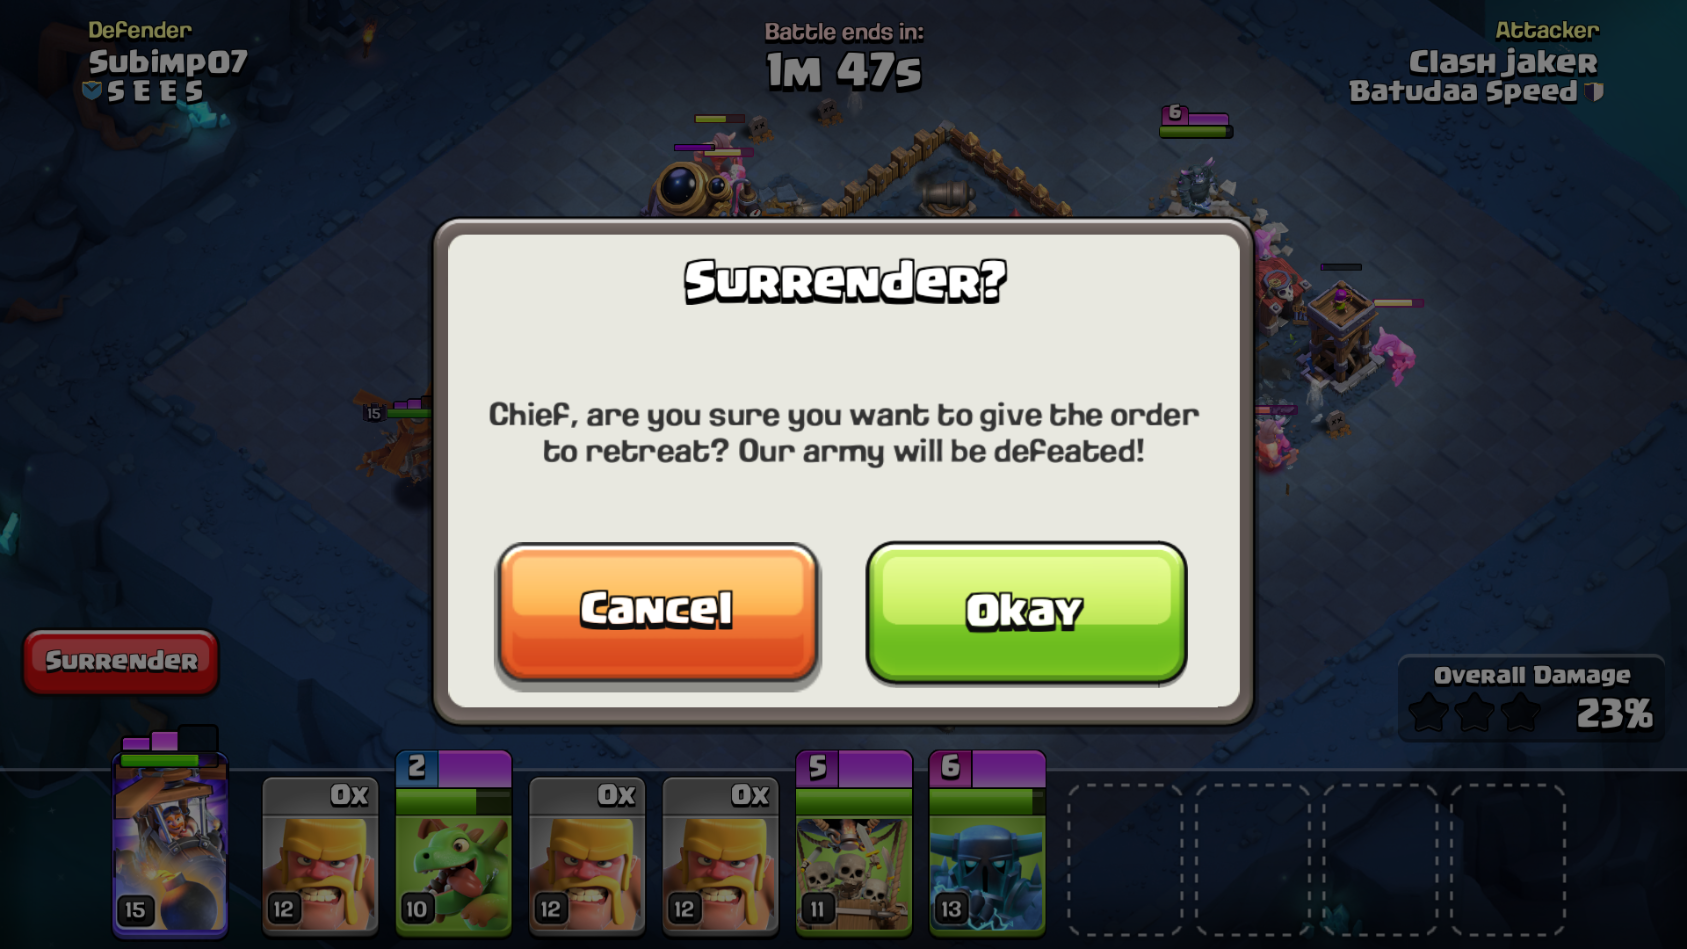 Defender
Subimp07
S E E S
Battle ends in:
1M 47s
Attacker
Clash jaker
Batudaa Speed
6
Surrender?
Chief, are you sure you want to give the order
to retreat? Our army will be defeated!
15
Cancel
Okay
Surrender
Overall Damage
23%
15
0x
12
2
10
0x
12
0x
12
5
11
6
13